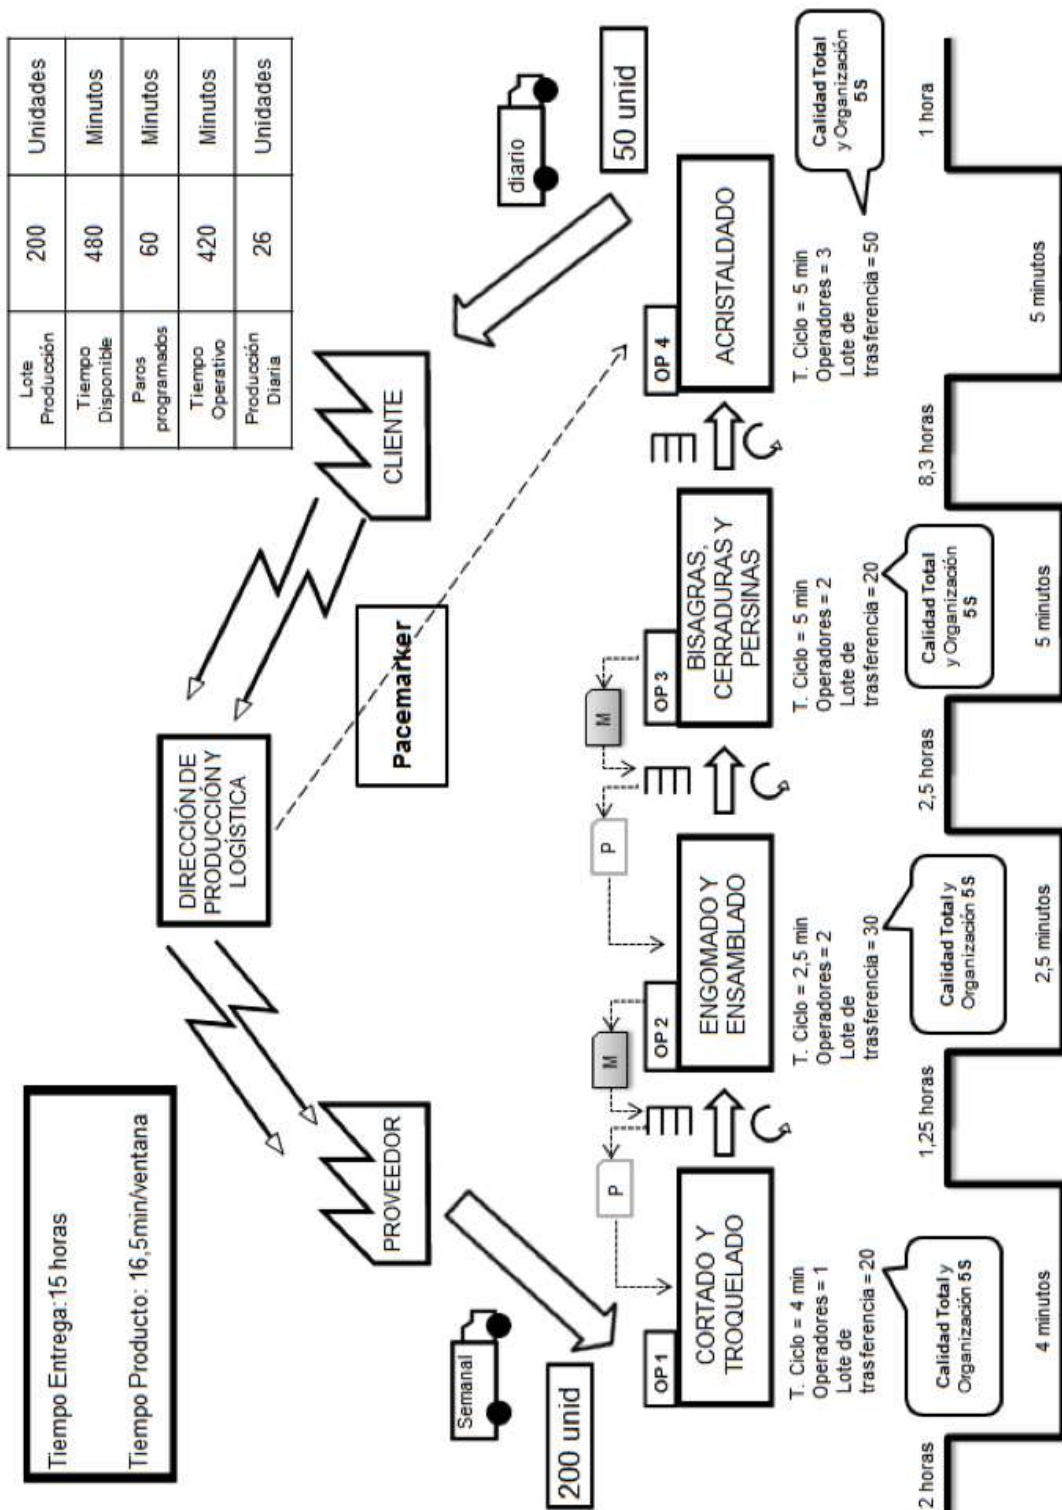 Tiempo Entrega:15 horas
Tiempo Producto: 16,5min/ventana
Lote
Producción
200
Unidades
Tiempo
Disponible
480
Minutos
Paros
programados
60
Minutos
Tiempo
Operativo
420
Minutos
Producción
Diaria
26
Unidades
DIRECCIÓN DE
PRODUCCIÓN Y
LOGÍSTICA
PROVEEDOR
CLIENTE
Pacemarker
Semanal
200 unid
diario
50 unid
P
M
P
M
OP 1
CORTADO Y
TROQUELADO
T. Ciclo = 4 min
Operadores = 1
Lote de
trasferencia = 20
OP 2
ENGOMADO Y
ENSAMBLADO
T. Ciclo = 2,5 min
Operadores = 2
Lote de
trasferencia = 30
OP 3
BISAGRAS,
CERRADURAS Y
PERSINAS
T. Ciclo = 5 min
Operadores = 2
Lote de
trasferencia = 20
OP 4
ACRISTALDADO
T. Ciclo = 5 min
Operadores = 3
Lote de
trasferencia = 50
Calidad Total y
Organización 5S
Calidad Total y
Organización 5 S
Calidad Total
y Organización
5 S
Calidad Total
y Organización
5 S
2 horas
4 minutos
1,25 horas
2,5 minutos
2,5 horas
5 minutos
8,3 horas
5 minutos
1 hora